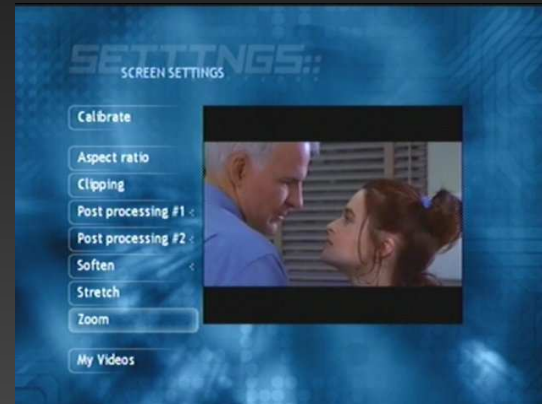 SETTINGS::
SCREEN SETTINGS
Calibrate
Aspect ratio
Clipping
Post processing #1
Post processing #2
Soften
Stretch
Zoom
My Videos